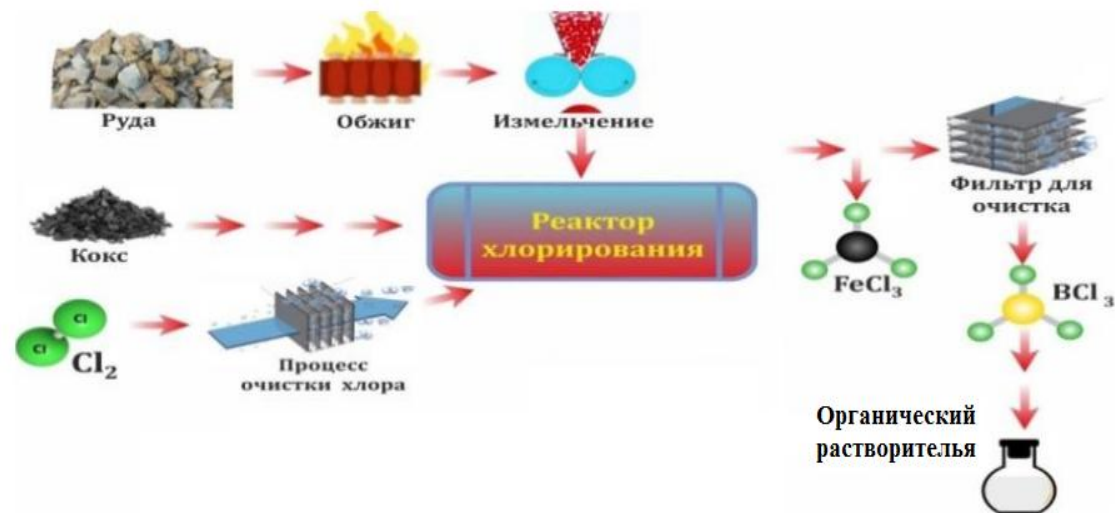 Руда
Обжиг
Измельчение
Кокс
Реактор
хлорирования
Cl
Cl
Cl₂
Процесс
очистки хлора
FeCl₃
Фильтр для
очистка
BCl₃
Органический
растворителья